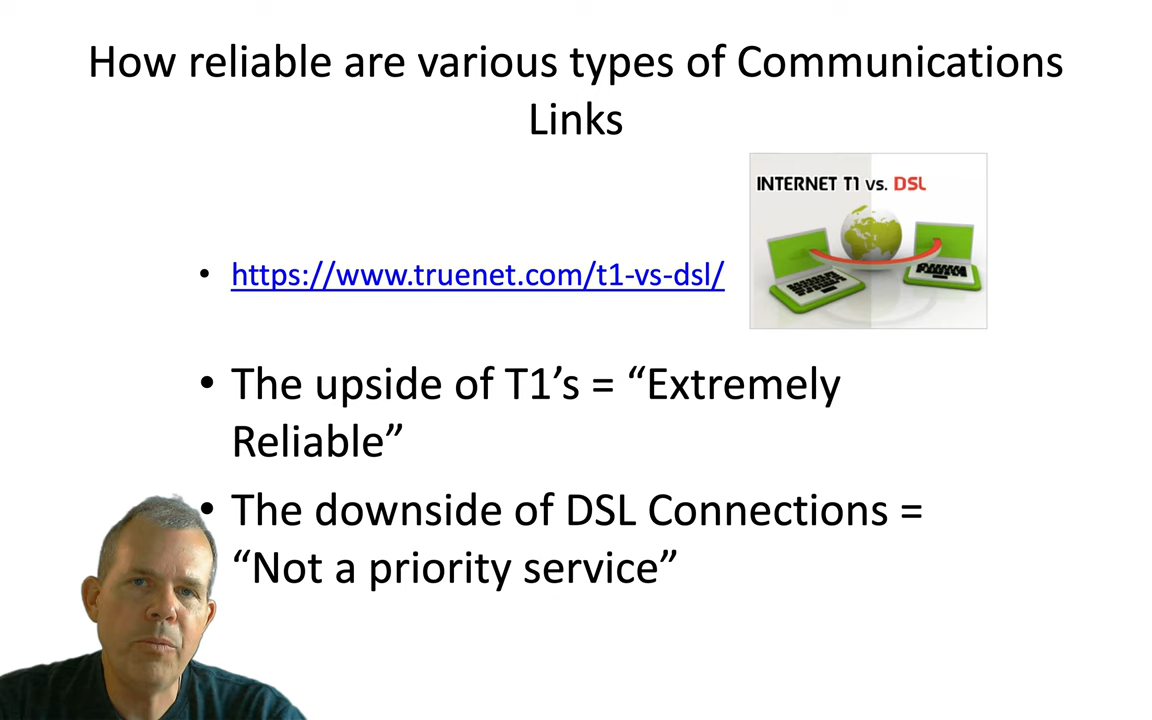 How reliable are various types of Communications
Links
INTERNET T1 vs. DSL
• https://www.truenet.com/t1-vs-dsl/
• The upside of T1’s = “Extremely
Reliable”
• The downside of DSL Connections =
“Not a priority service”